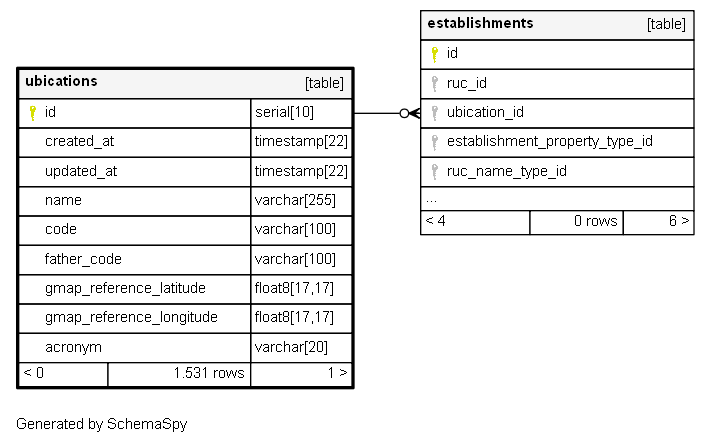 establishments [table]
id
ruc_id
ubication_id
establishment_property_type_id
ruc_name_type_id
...
< 4 0 rows 6 >
ubications [table]
id serial[10]
created_at timestamp[22]
updated_at timestamp[22]
name varchar[255]
code varchar[100]
father_code varchar[100]
gmap_reference_latitude float8[17,17]
gmap_reference_longitude float8[17,17]
acronym varchar[20]
< 0 1.531 rows 1 >
Generated by SchemaSpy